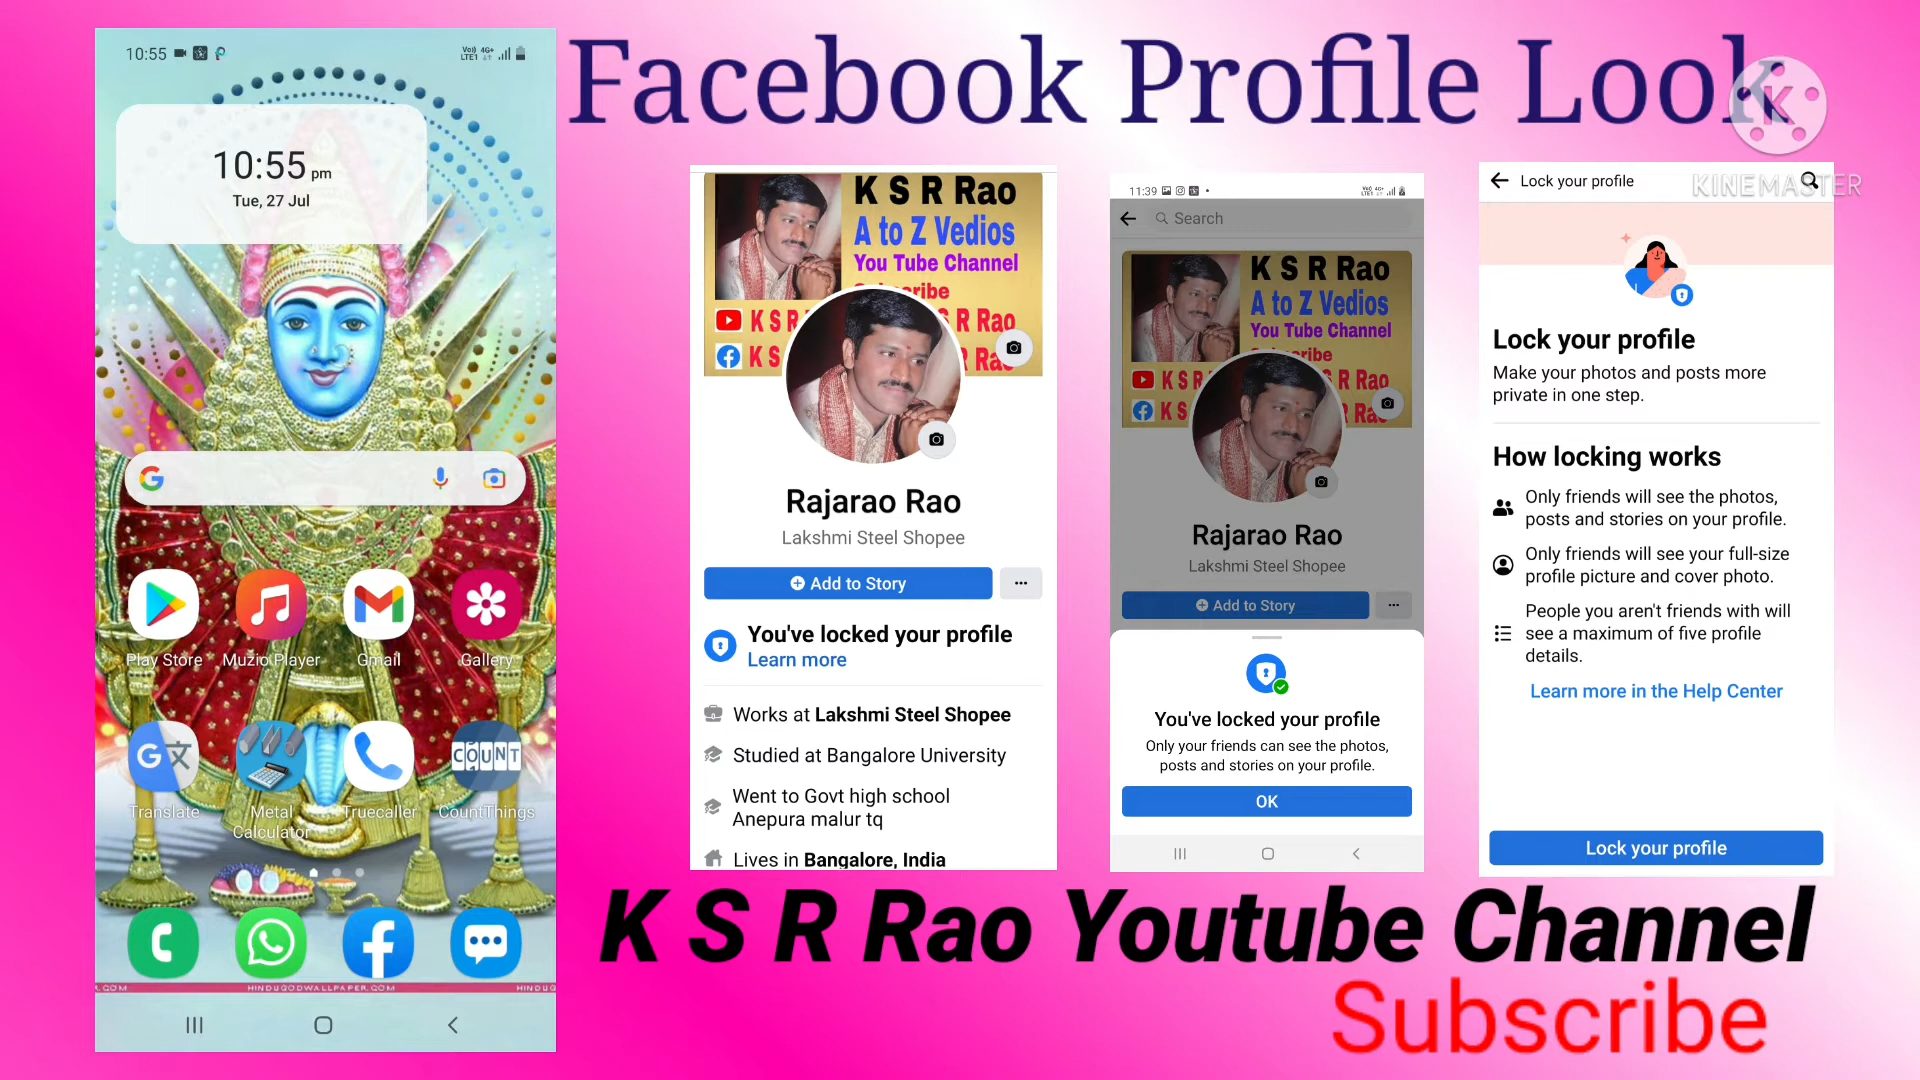 Facebook Profile Look
KINEMASTER
10:55
Voi) 4G+
LTE1
10:55 pm
Tue, 27 Jul
Play Store
Muzio Player
Gmail
Gallery
G
COUNT
Translate
Metal
Calculator
Truecaller
CountThings
HINDUGODWALLPAPER.COM
K S R Rao
A to Z Vedios
You Tube Channel
Rajarao Rao
Lakshmi Steel Shopee
Add to Story
You've locked your profile
Learn more
Works at Lakshmi Steel Shopee
Studied at Bangalore University
Went to Govt high school
Anepura malur tq
Lives in Bangalore, India
11:39
Search
K S R Rao
A to Z Vedios
You Tube Channel
Rajarao Rao
Lakshmi Steel Shopee
Add to Story
You've locked your profile
Only your friends can see the photos,
posts and stories on your profile.
OK
Lock your profile
Lock your profile
Make your photos and posts more
private in one step.
How locking works
Only friends will see the photos,
posts and stories on your profile.
Only friends will see your full-size
profile picture and cover photo.
People you aren't friends with will
see a maximum of five profile
details.
Learn more in the Help Center
Lock your profile
K S R Rao Youtube Channel
Subscribe